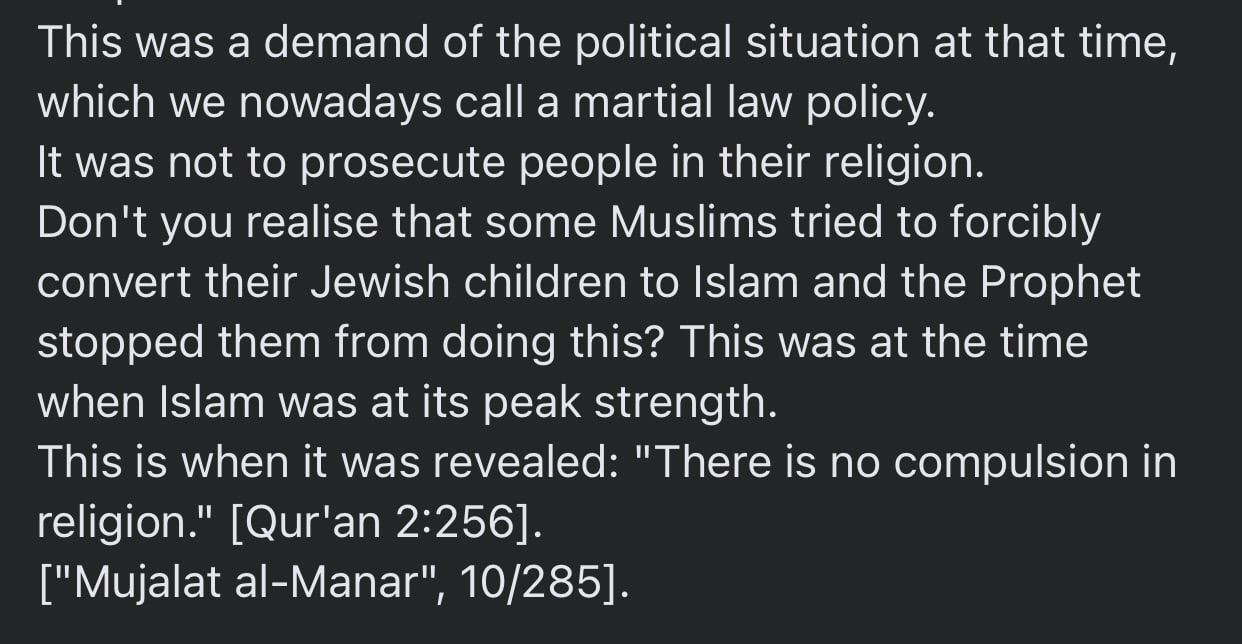 This was a demand of the political situation at that time,
which we nowadays call a martial law policy.
It was not to prosecute people in their religion.
Don't you realise that some Muslims tried to forcibly
convert their Jewish children to Islam and the Prophet
stopped them from doing this? This was at the time
when Islam was at its peak strength.
This is when it was revealed: "There is no compulsion in
religion." [Qur'an 2:256].
["Mujalat al-Manar", 10/285].